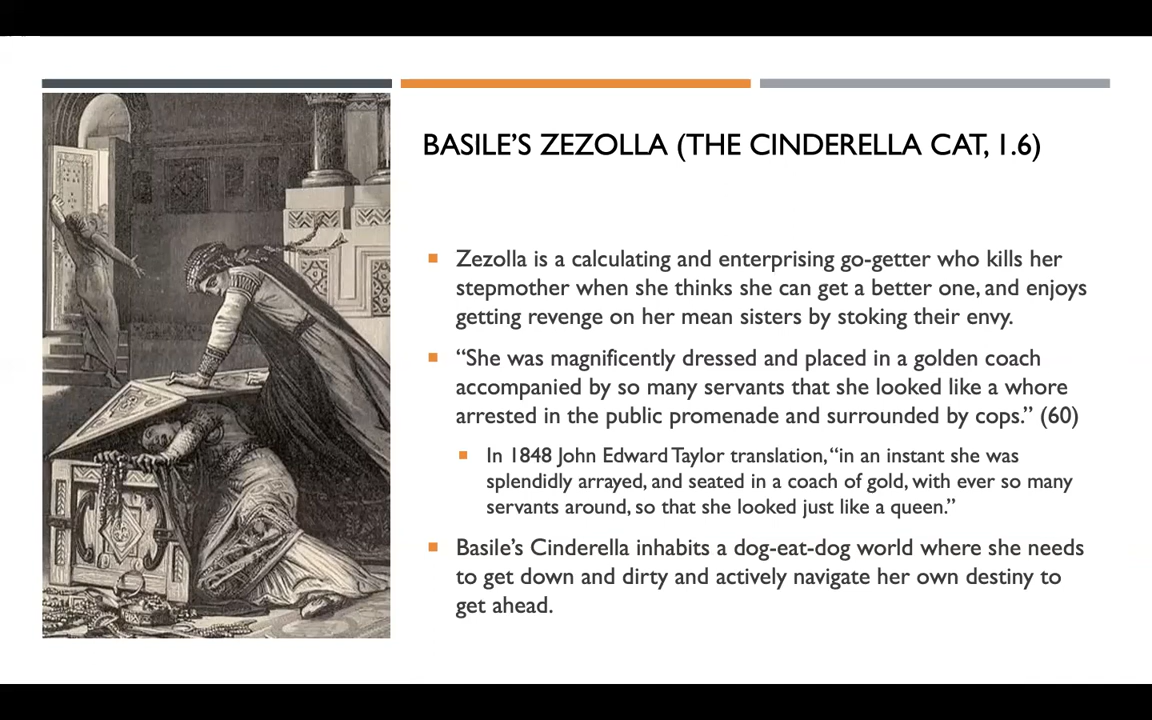 BASILE’S ZEZOLLA (THE CINDERELLA CAT, 1.6)
Zezolla is a calculating and enterprising go-getter who kills her
stepmother when she thinks she can get a better one, and enjoys
getting revenge on her mean sisters by stoking their envy.
“She was magnificently dressed and placed in a golden coach
accompanied by so many servants that she looked like a whore
arrested in the public promenade and surrounded by cops.” (60)
In 1848 John Edward Taylor translation, “in an instant she was
splendidly arrayed, and seated in a coach of gold, with ever so many
servants around, so that she looked just like a queen.”
Basile’s Cinderella inhabits a dog-eat-dog world where she needs
to get down and dirty and actively navigate her own destiny to
get ahead.